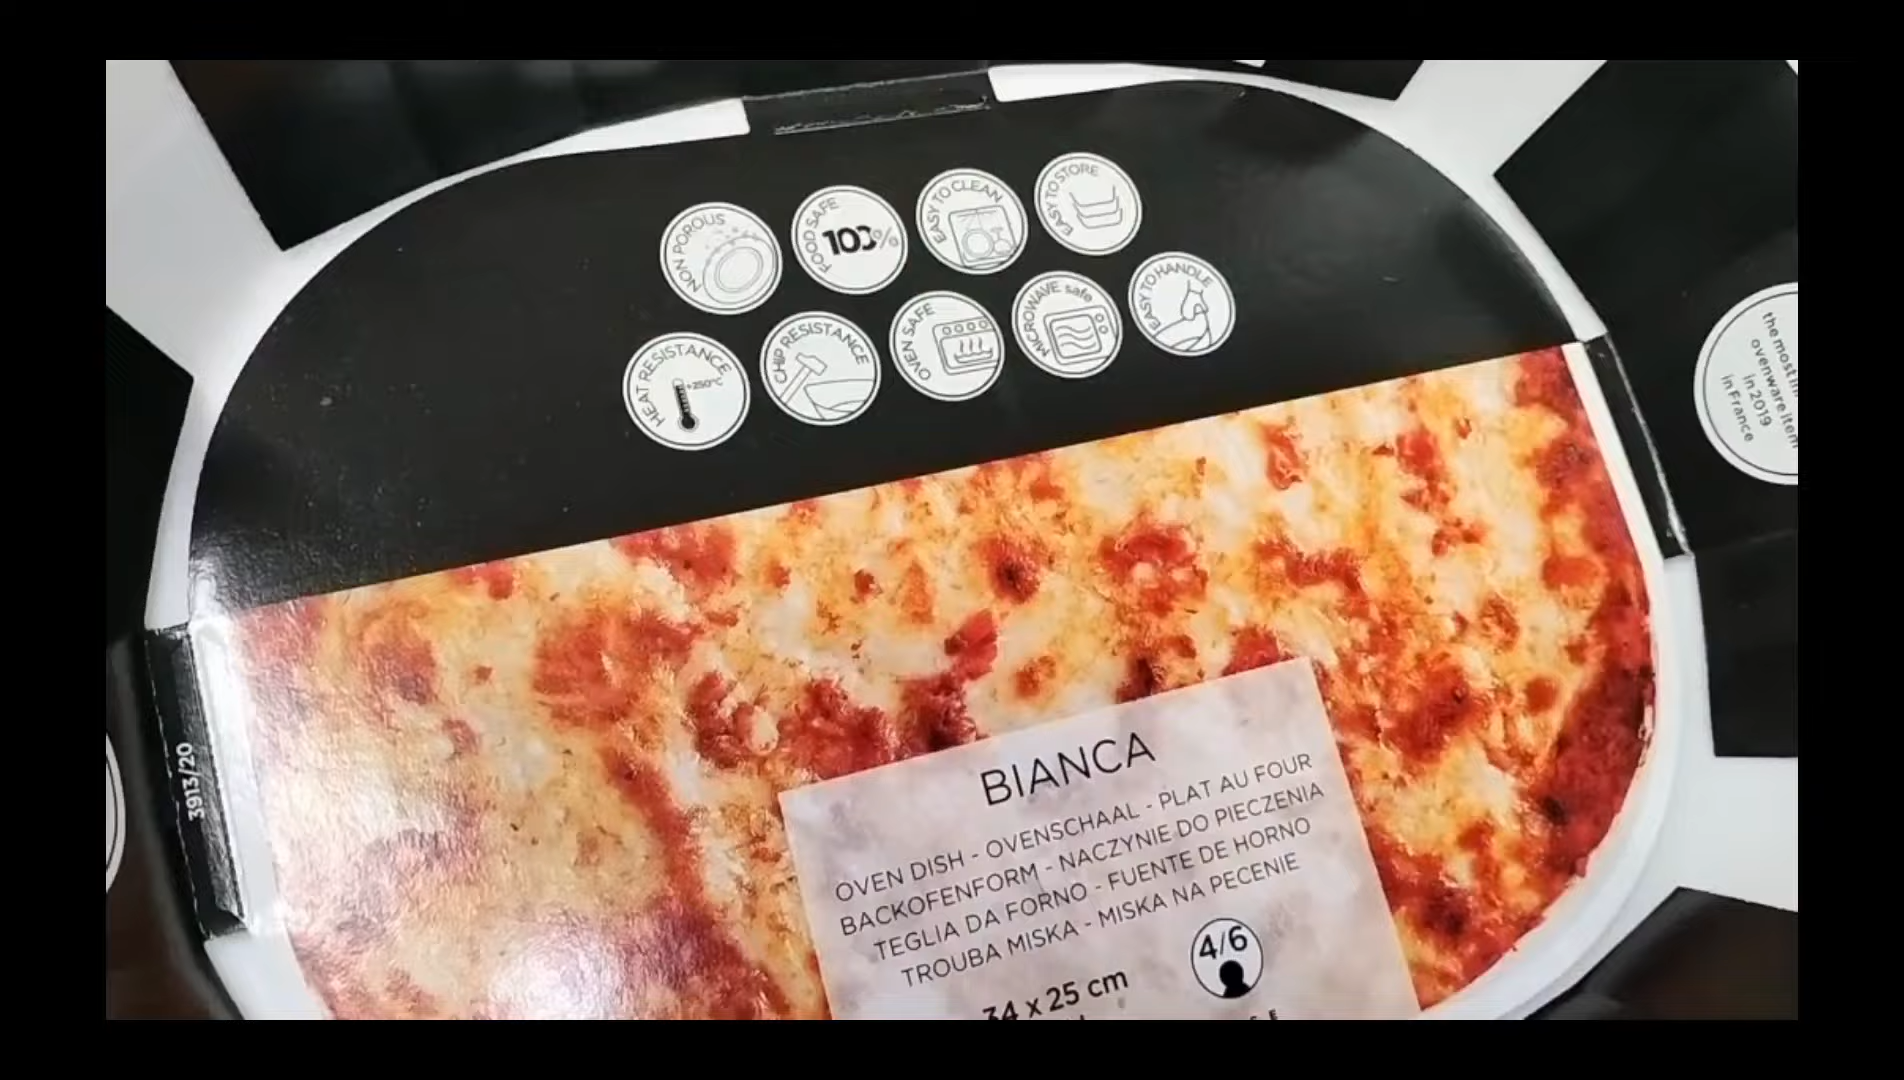 NON POROUS
FOOD SAFE
100%
EASY TO CLEAN
EASY TO STORE
HEAT RESISTANCE
+250°C
CHIP RESISTANCE
OVEN SAFE
MICROWAVE safe
EASY TO HANDLE
the most
ovenware item
in 2019
in France
3913/20
BIANCA
OVEN DISH - OVENSCHAAL - PLAT AU FOUR
BACKOFENFORM - NACZYNIE DO PIECZENIA
TEGLIA DA FORNO - FUENTE DE HORNO
TROUBA MISKA - MISKA NA PECENIE
34 x 25 cm
4/6